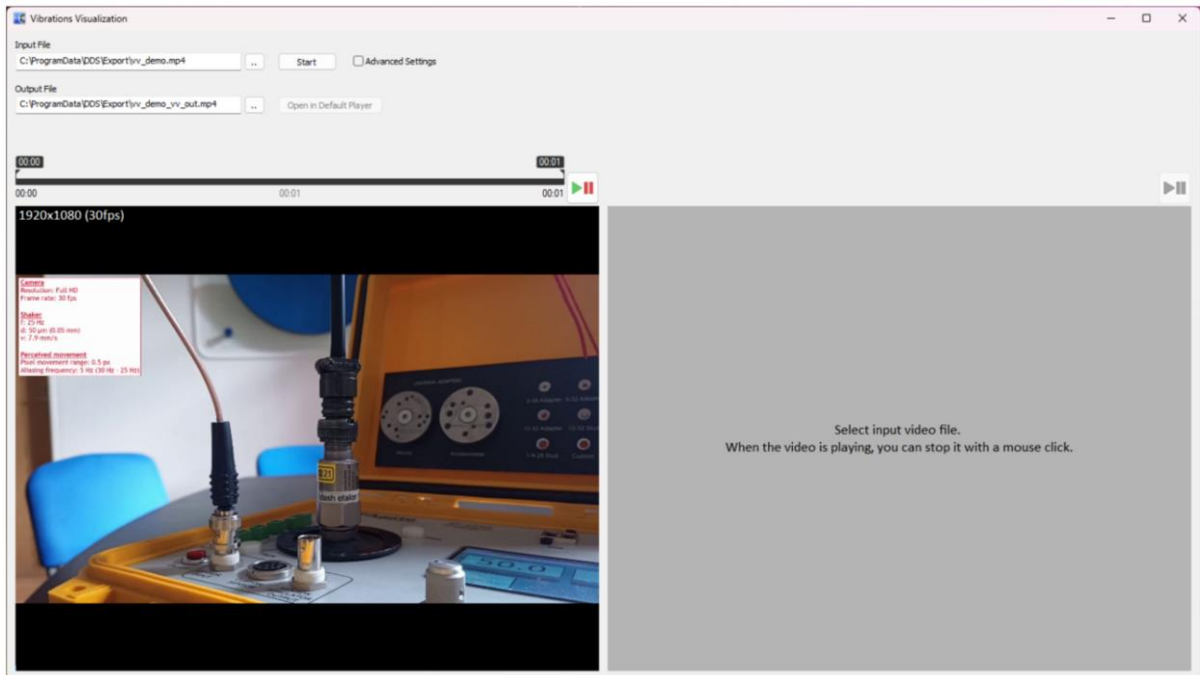 Vibrations Visualization
Input File
C:\ProgramData\DDS\Export\vv_demo.mp4
..
Start
Advanced Settings
Output File
C:\ProgramData\DDS\Export\vv_demo_vv_out.mp4
..
Open in Default Player
00:00
00:01
00:00
00:01
00:01
1920x1080 (30fps)
Camera
Resolution: Full HD
Frame rate: 30 fps
Shaker
f: 25 Hz
d: 50 µm (0.05 mm)
v: 7.9 mm/s
Perceived movement
Pixel movement range: 0.5 px
Aliasing frequency: 5 Hz (30 Hz - 25 Hz)
21
etalon
50.0
Select input video file.
When the video is playing, you can stop it with a mouse click.